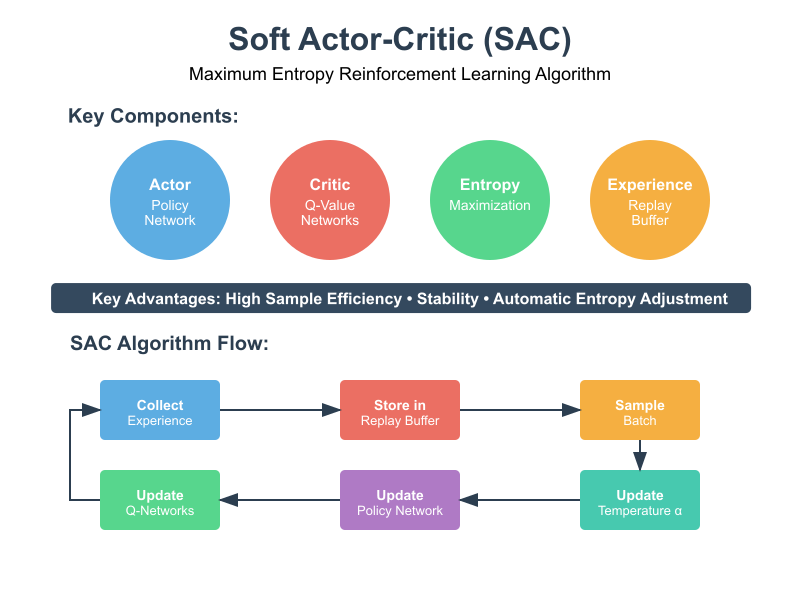 Soft Actor-Critic (SAC)
Maximum Entropy Reinforcement Learning Algorithm
Key Components:
Actor
Policy
Network
Critic
Q-Value
Networks
Entropy
Maximization
Experience
Replay
Buffer
Key Advantages: High Sample Efficiency • Stability • Automatic Entropy Adjustment
SAC Algorithm Flow:
Collect
Experience
Store in
Replay Buffer
Sample
Batch
Update
Q-Networks
Update
Policy Network
Update
Temperature α